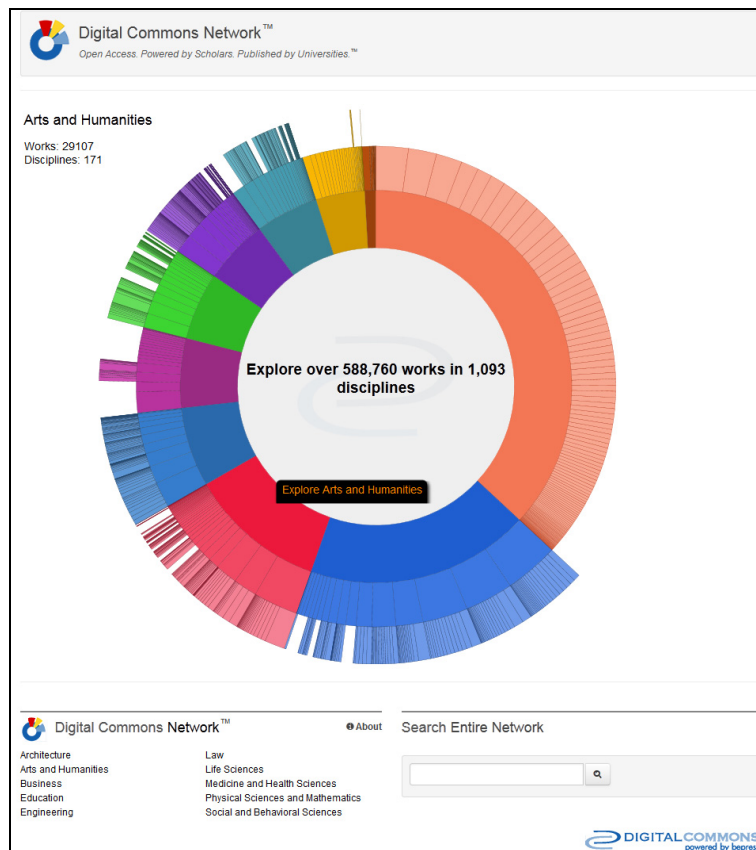 Digital Commons Network™
Open Access. Powered by Scholars. Published by Universities.™
Arts and Humanities
Works: 29107
Disciplines: 171
Explore over 588,760 works in 1,093
disciplines
Explore Arts and Humanities
Digital Commons Network™
About
Search Entire Network
Architecture
Arts and Humanities
Business
Education
Engineering
Law
Life Sciences
Medicine and Health Sciences
Physical Sciences and Mathematics
Social and Behavioral Sciences
DIGITALCOMMONS
powered by bepres